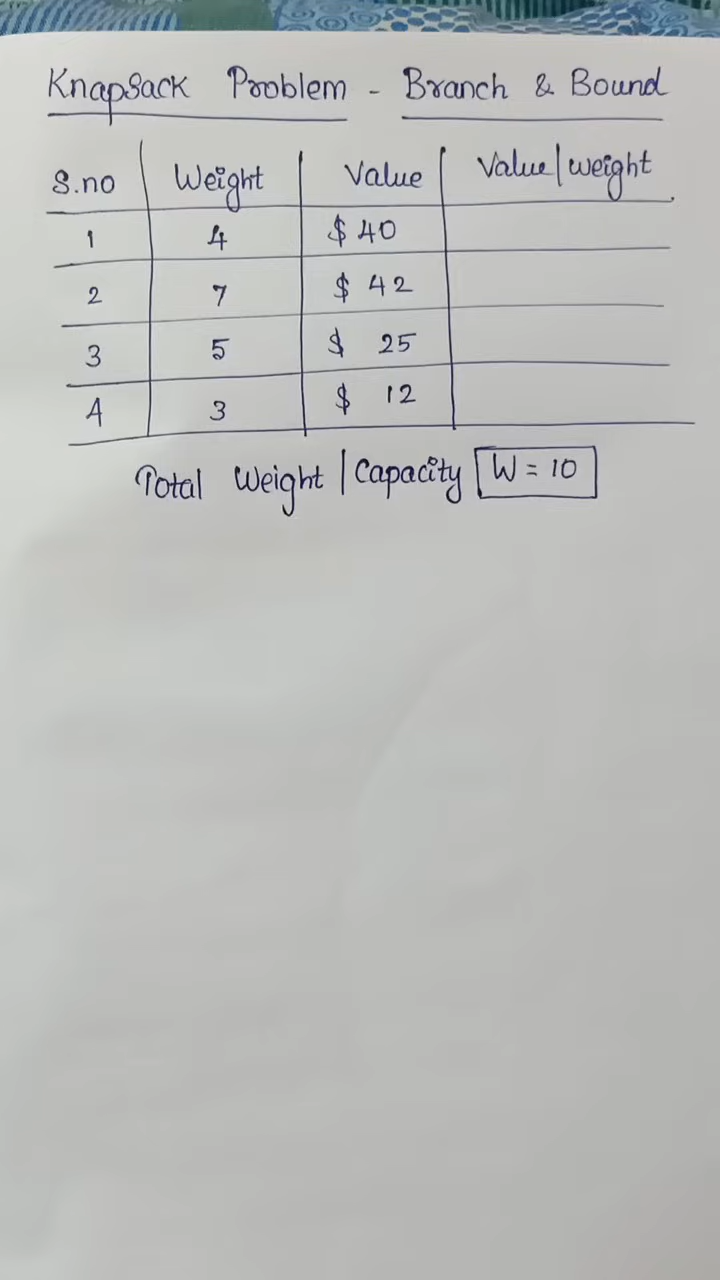 Knapsack Problem - Branch & Bound
S.no Weight Value Value | weight
1 4 $ 40
2 7 $ 42
3 5 $ 25
4 3 $ 12
Total Weight | Capacity W = 10